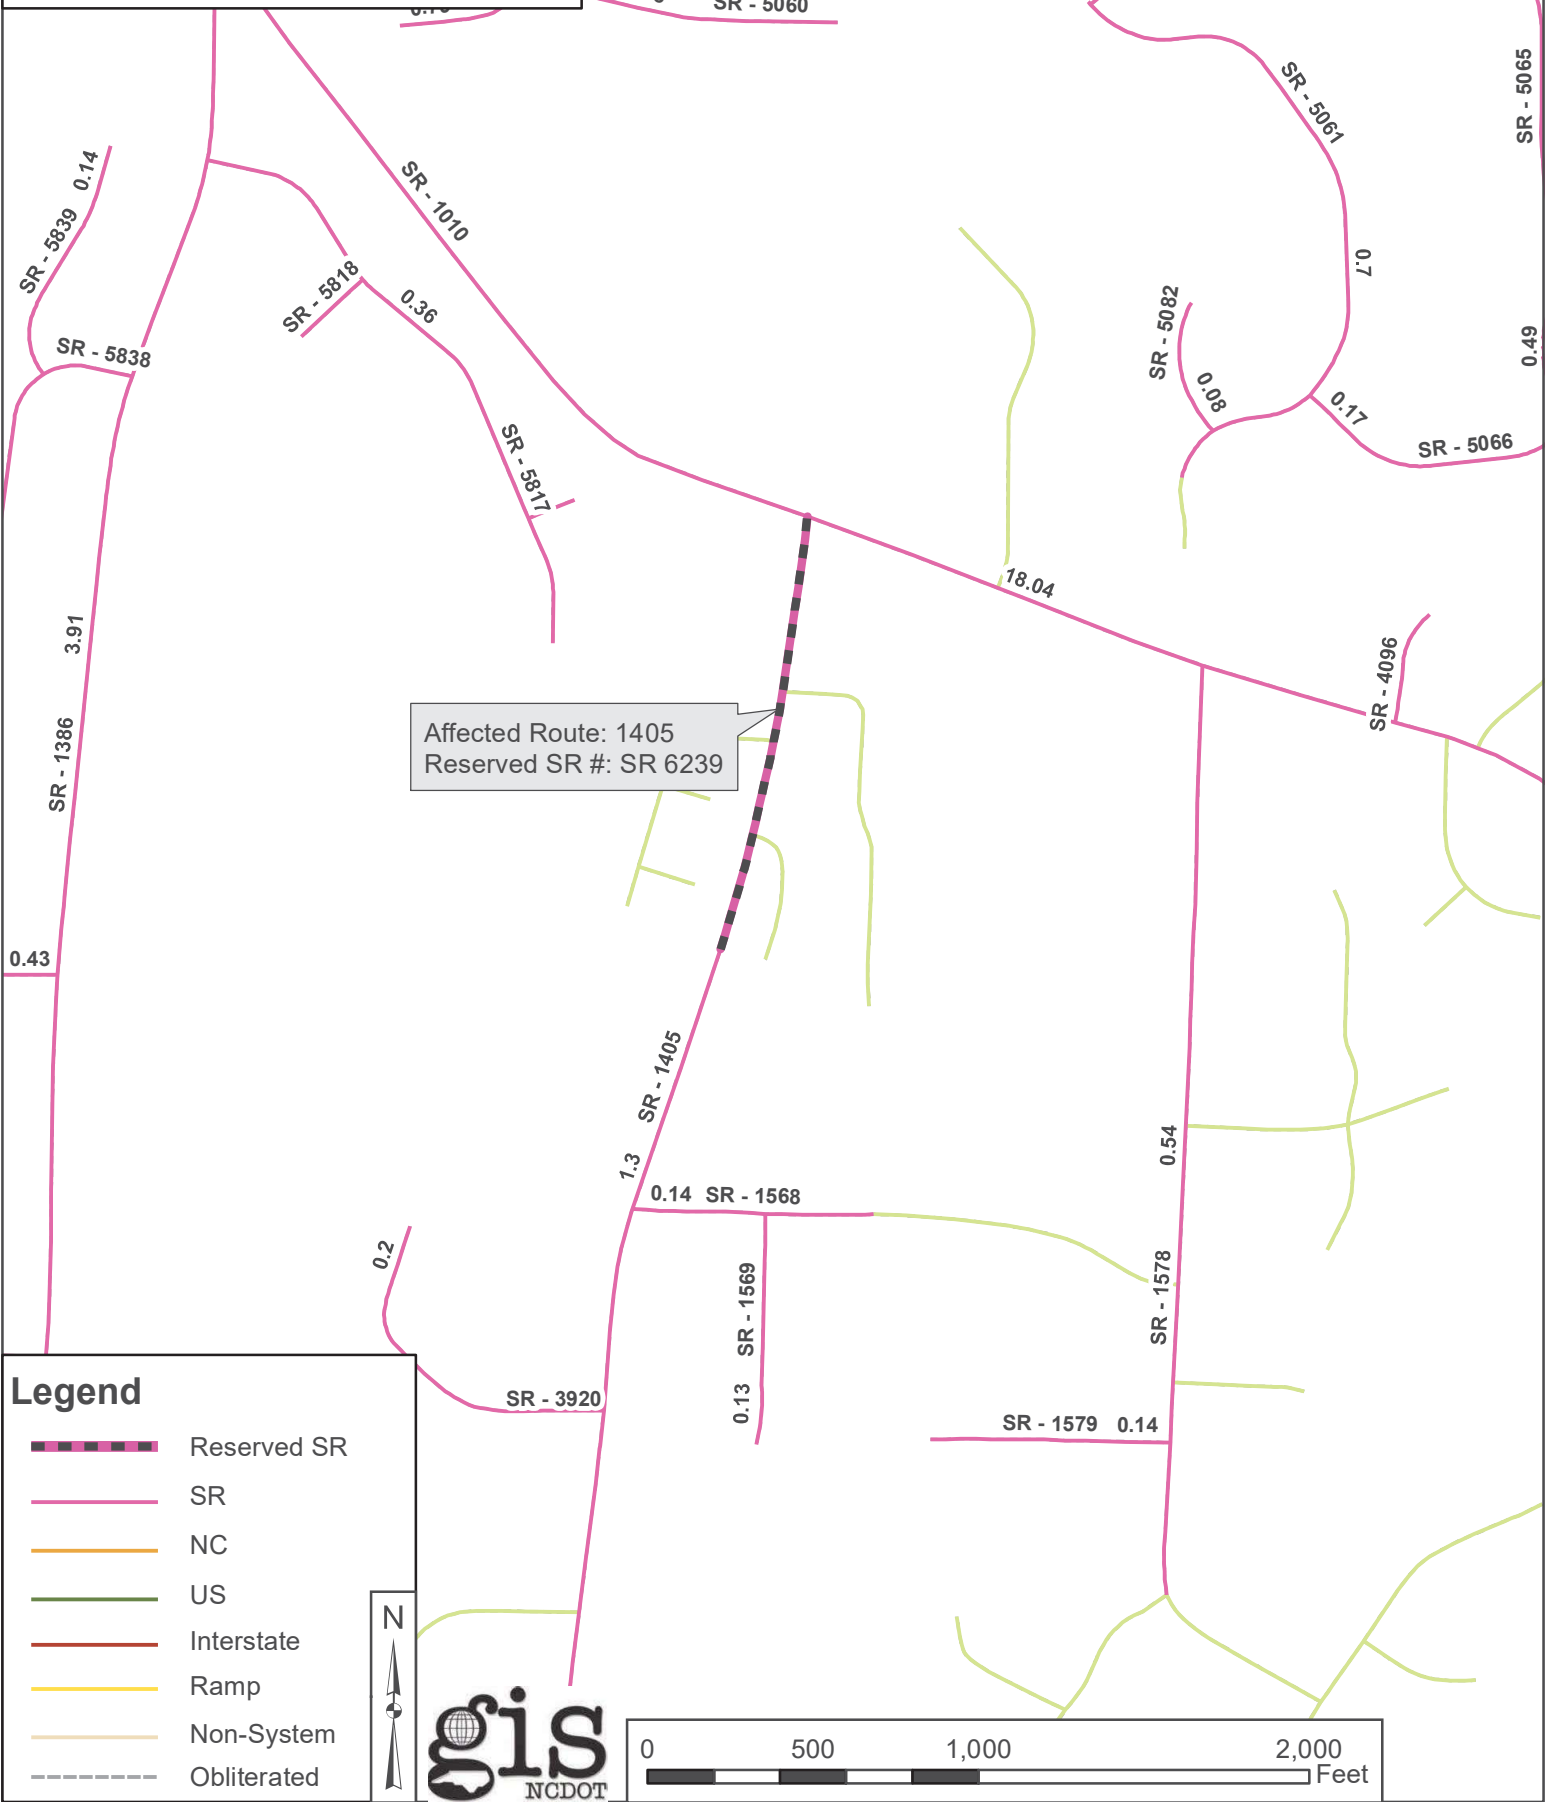 SR - 5060
SR - 5061
SR - 5065
0.14
SR - 5839
SR - 1010
0.7
SR - 5818
0.36
SR - 5082
0.49
SR - 5838
0.08
0.17
SR - 5066
SR - 5817
18.04
3.91
SR - 4096
Affected Route: 1405
Reserved SR #: SR 6239
SR - 1386
0.43
SR - 1405
0.54
1.3
0.14 SR - 1568
0.2
SR - 1569
SR - 1578
0.13
SR - 3920
SR - 1579 0.14
Legend
Reserved SR
SR
NC
US
Interstate
Ramp
Non-System
Obliterated
N
gis
NCDOT
0 500 1,000 2,000
Feet